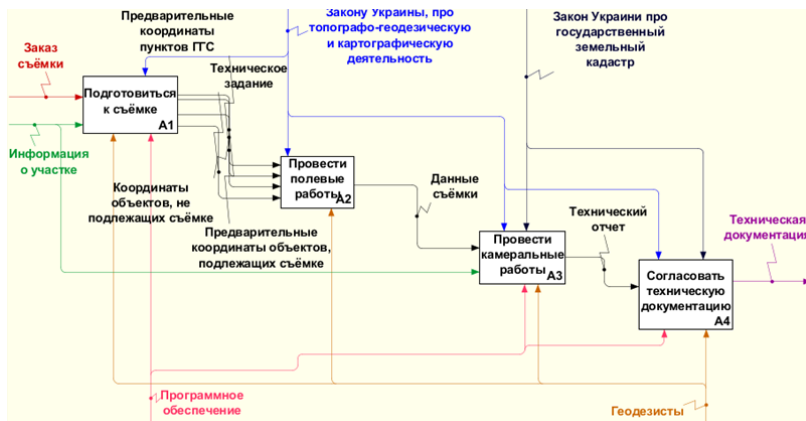 Предварительные
координаты
пунктов ГГС
Закону Украины, про
топографо-геодезическую
и картографическую
деятельность
Закон Украини про
государственный
земельный
кадастр
Заказ
съёмки
Техническое
задание
Подготовиться
к съёмке
A1
Информация
о участке
Провести
полевые
работы
A2
Координаты
объектов, не
подлежащих съёмке
Данные
съёмки
Предварительные
координаты объектов,
подлежащих съёмке
Технический
отчет
Техническая
документация
Провести
камеральные
работы
A3
Согласовать
техническую
документацию
A4
Программное
обеспечение
Геодезисты